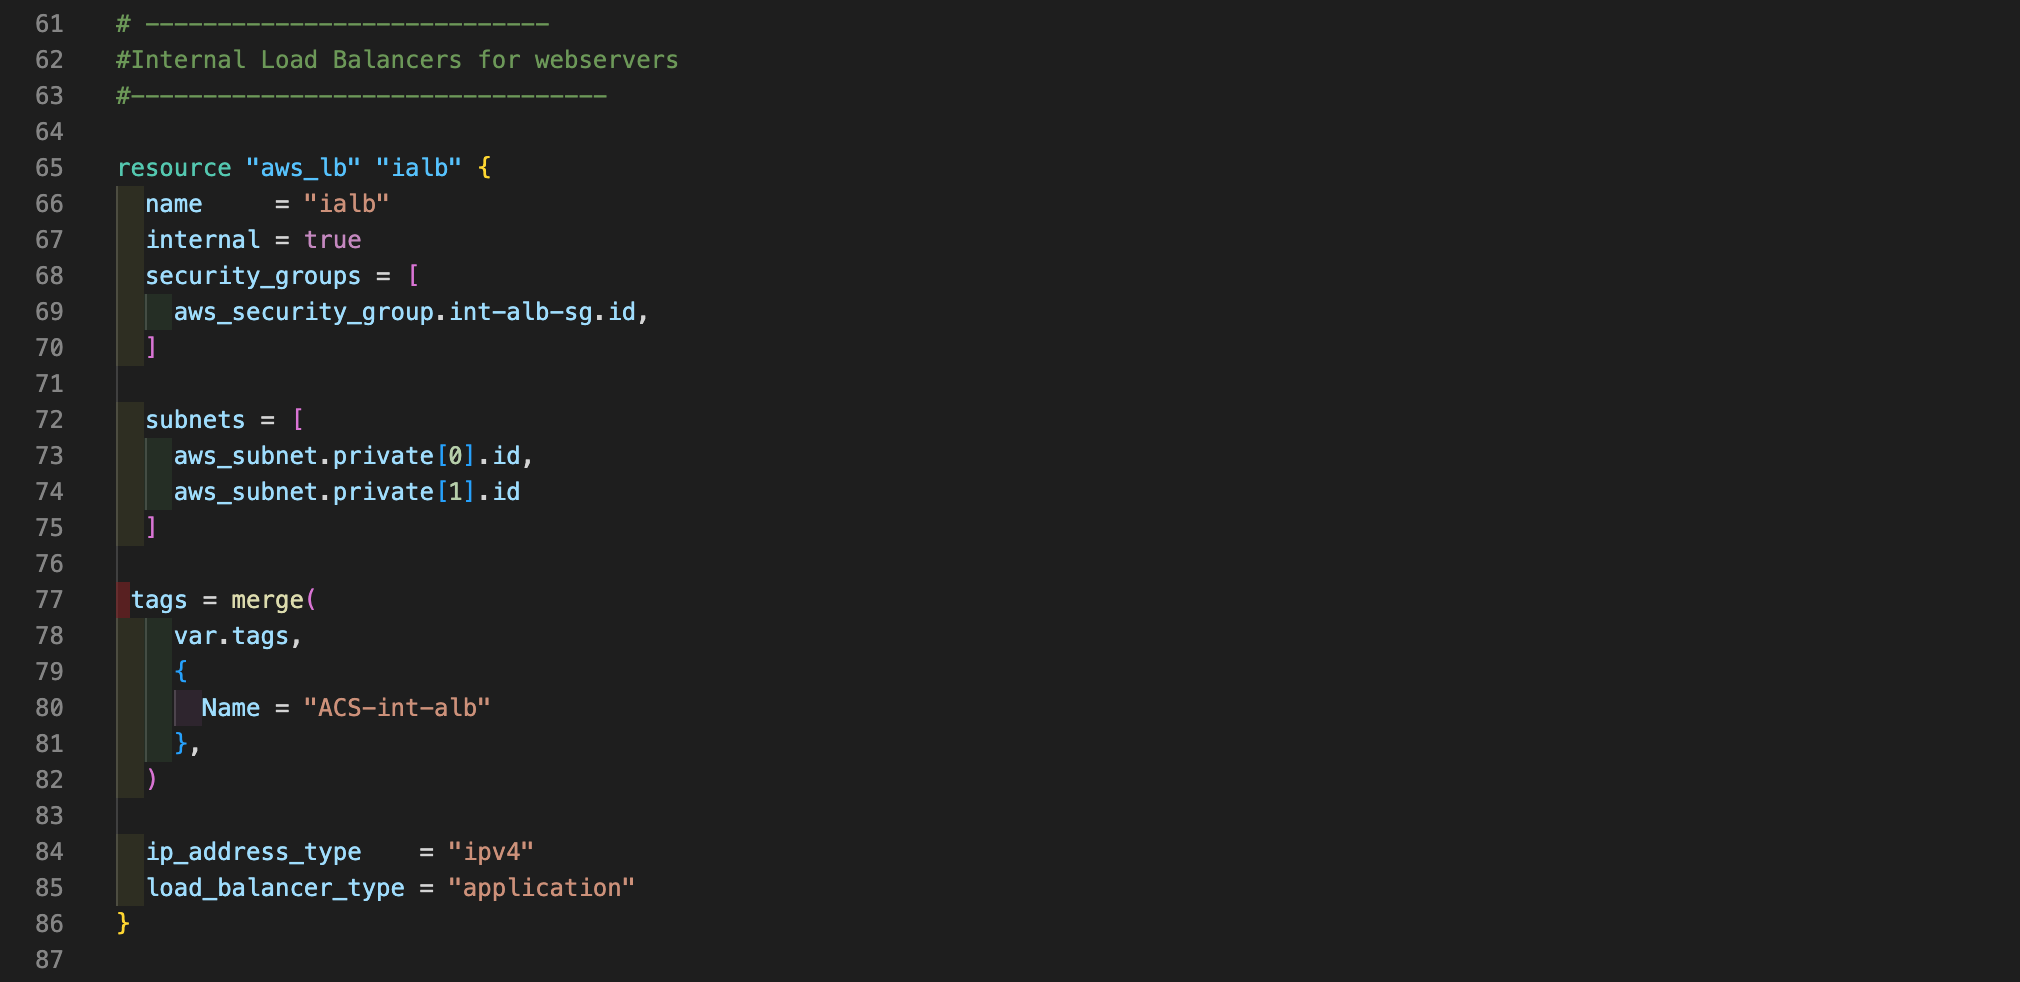 61 # ----------------------------
62 #Internal Load Balancers for webservers
63 #---------------------------------
64
65 resource "aws_lb" "ialb" {
66   name     = "ialb"
67   internal = true
68   security_groups = [
69     aws_security_group.int-alb-sg.id,
70   ]
71
72   subnets = [
73     aws_subnet.private[0].id,
74     aws_subnet.private[1].id
75   ]
76
77  tags = merge(
78     var.tags,
79     {
80       Name = "ACS-int-alb"
81     },
82   )
83
84   ip_address_type    = "ipv4"
85   load_balancer_type = "application"
86 }
87